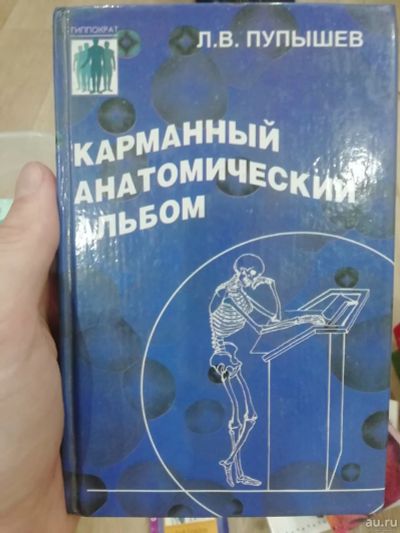 ГИППОКРАТ
Л.В. ПУПЫШЕВ
КАРМАННЫЙ
АНАТОМИЧЕСКИЙ
АЛЬБОМ
au.ru